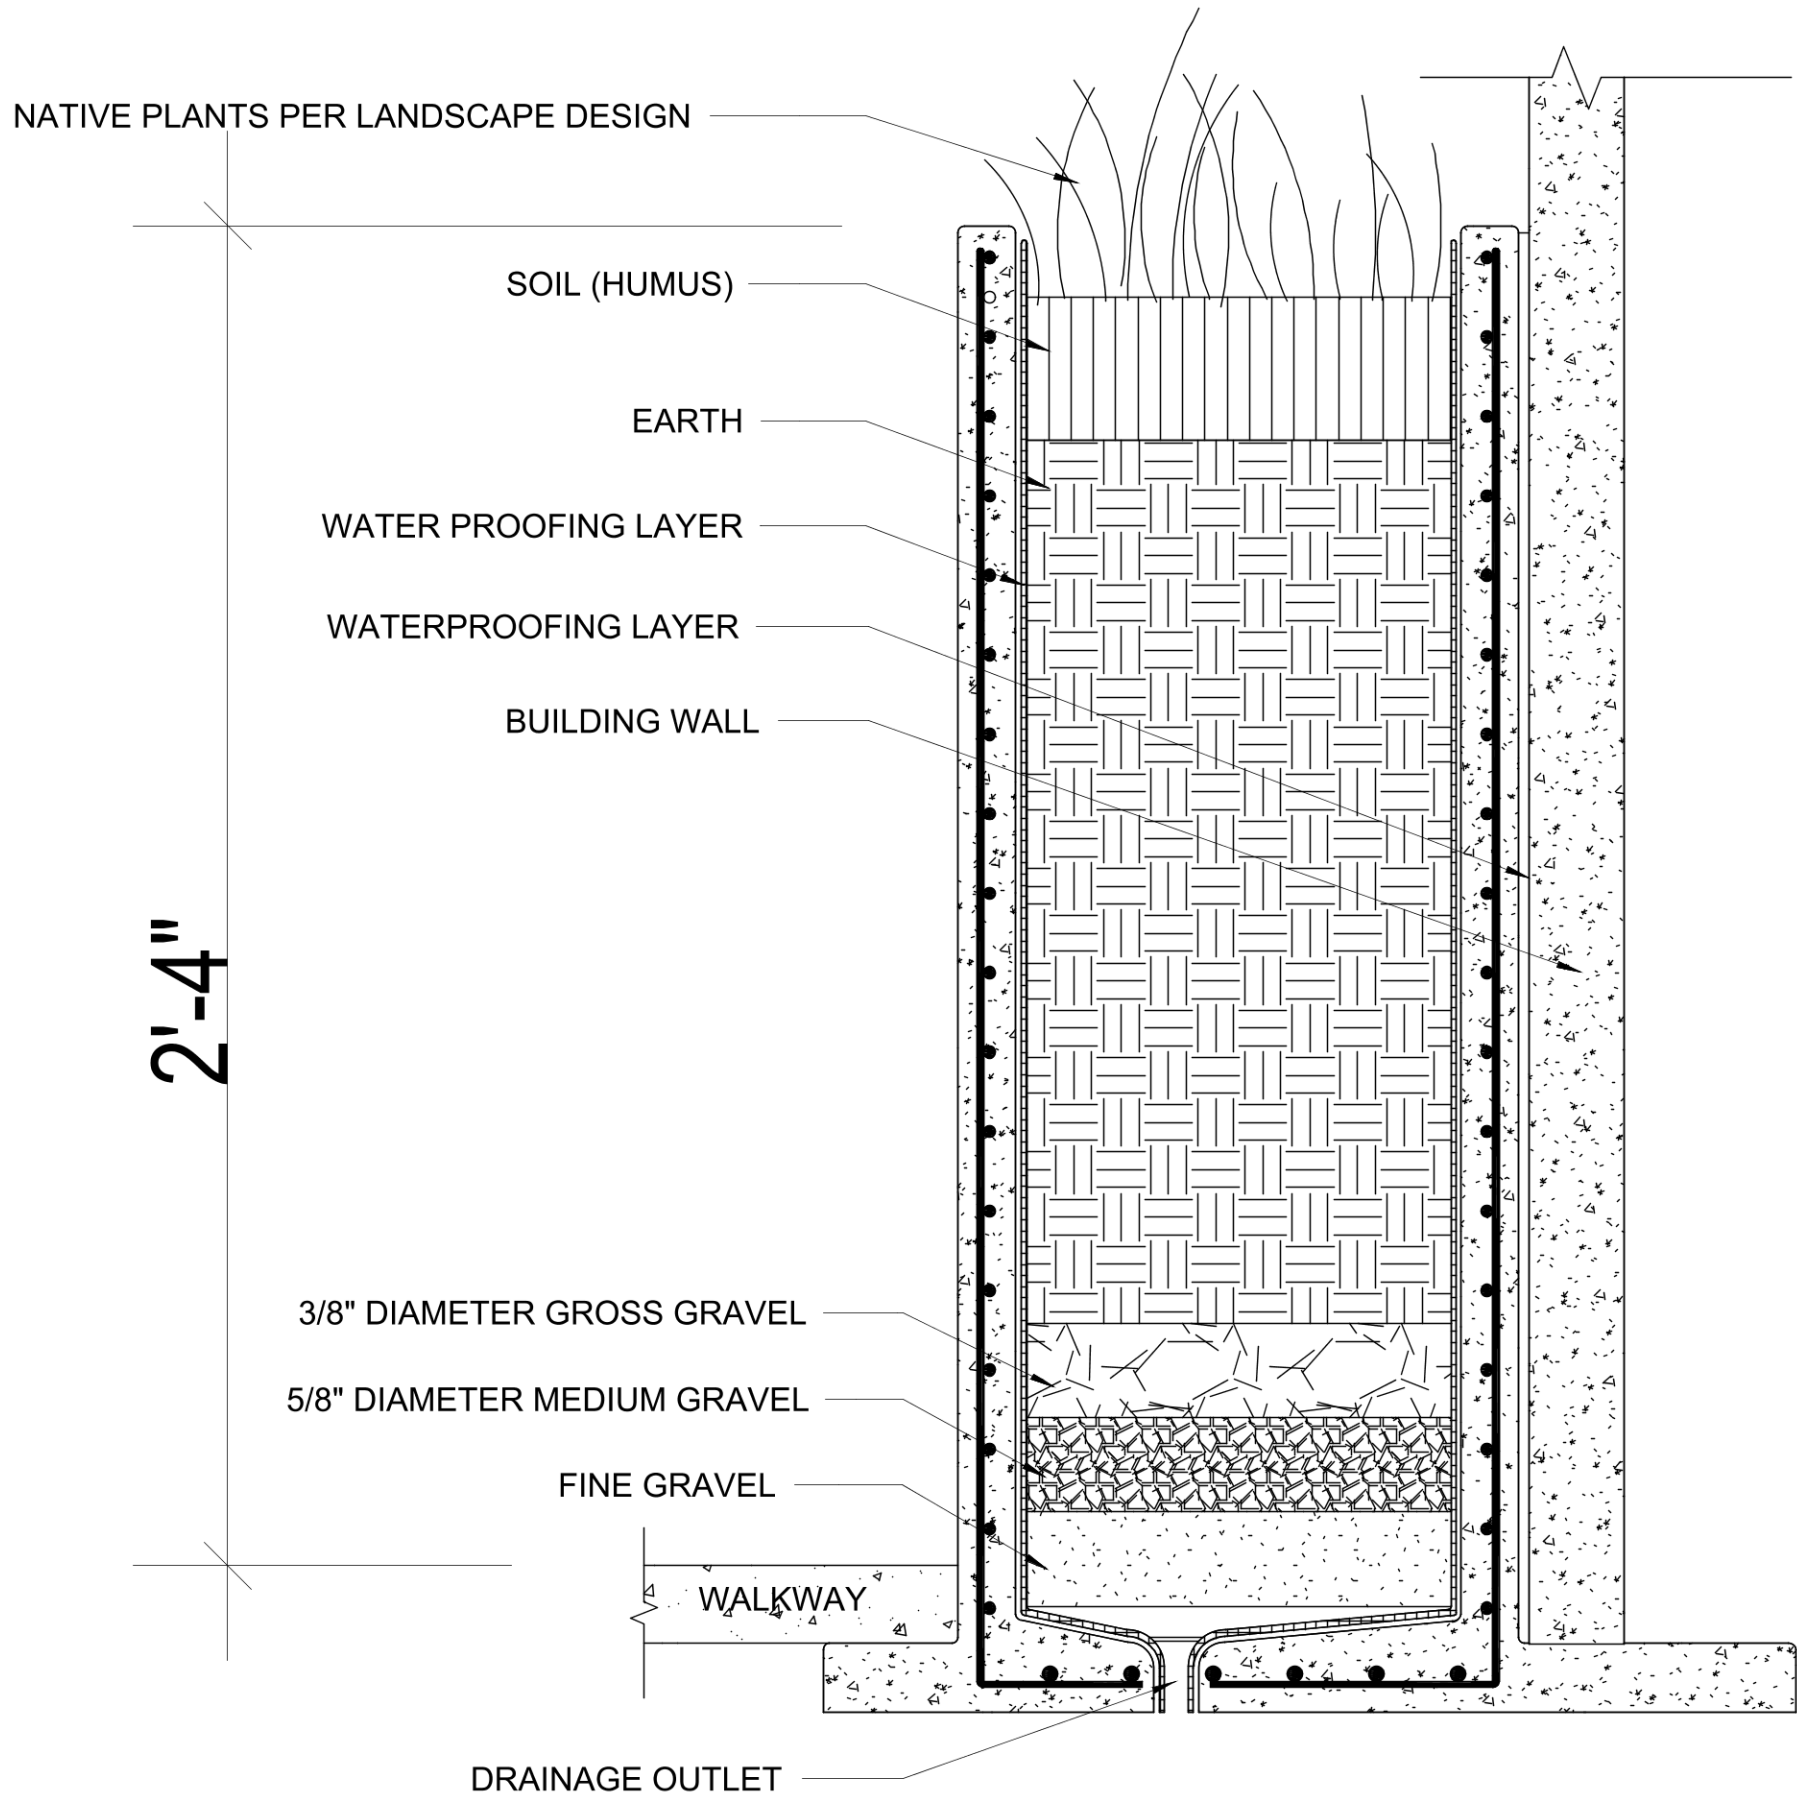 NATIVE PLANTS PER LANDSCAPE DESIGN
SOIL (HUMUS)
EARTH
WATER PROOFING LAYER
WATERPROOFING LAYER
BUILDING WALL
2'-4"
3/8" DIAMETER GROSS GRAVEL
5/8" DIAMETER MEDIUM GRAVEL
FINE GRAVEL
WALKWAY
DRAINAGE OUTLET